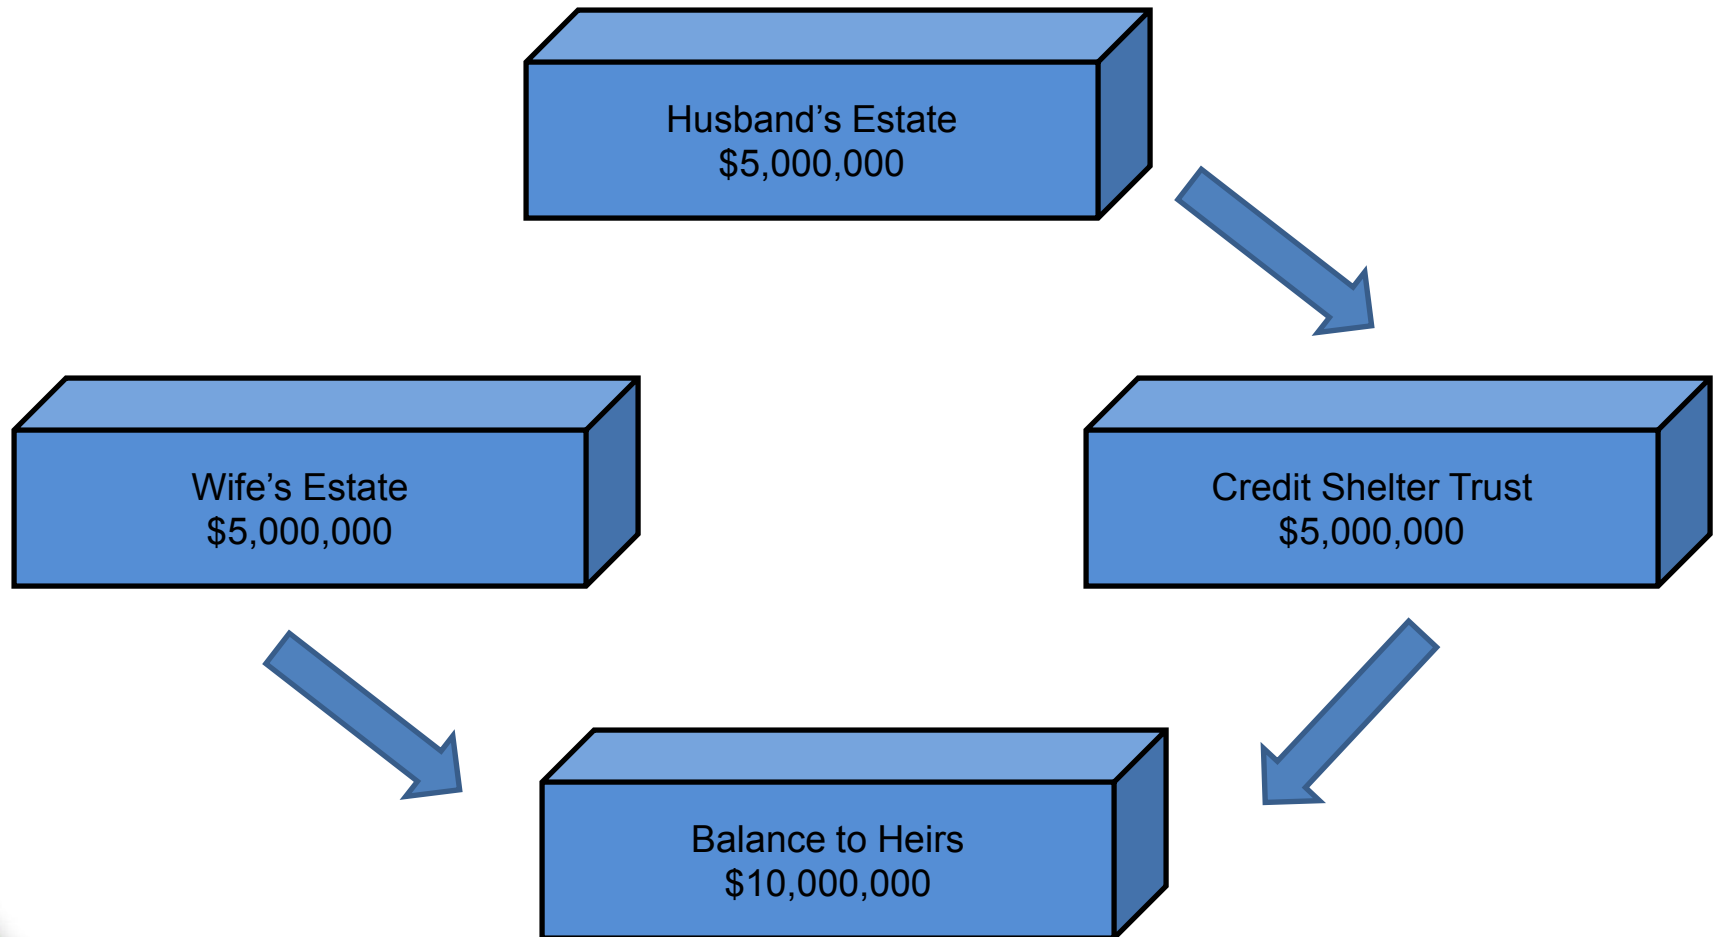 Husband’s Estate
$5,000,000
Wife’s Estate
$5,000,000
Credit Shelter Trust
$5,000,000
Balance to Heirs
$10,000,000